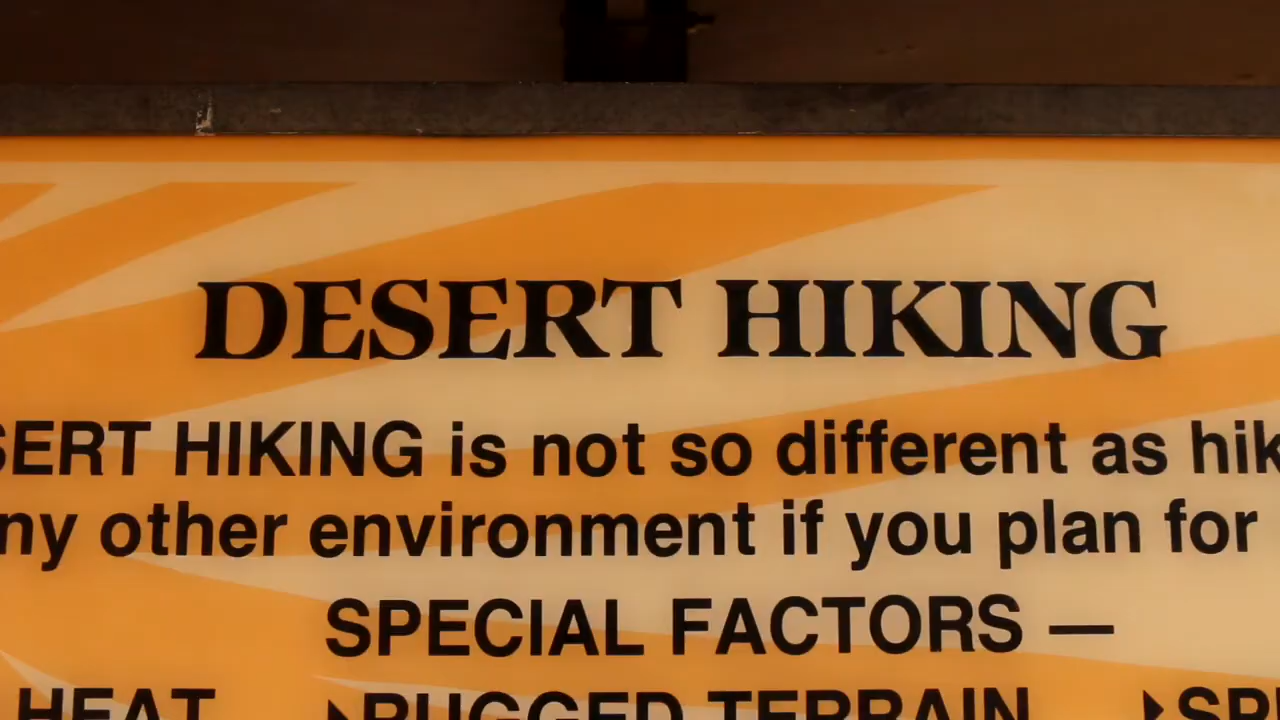 DESERT HIKING
SERT HIKING is not so different as hik
ny other environment if you plan for
SPECIAL FACTORS —
HEAT ▸RUGGED TERRAIN ▸SPI